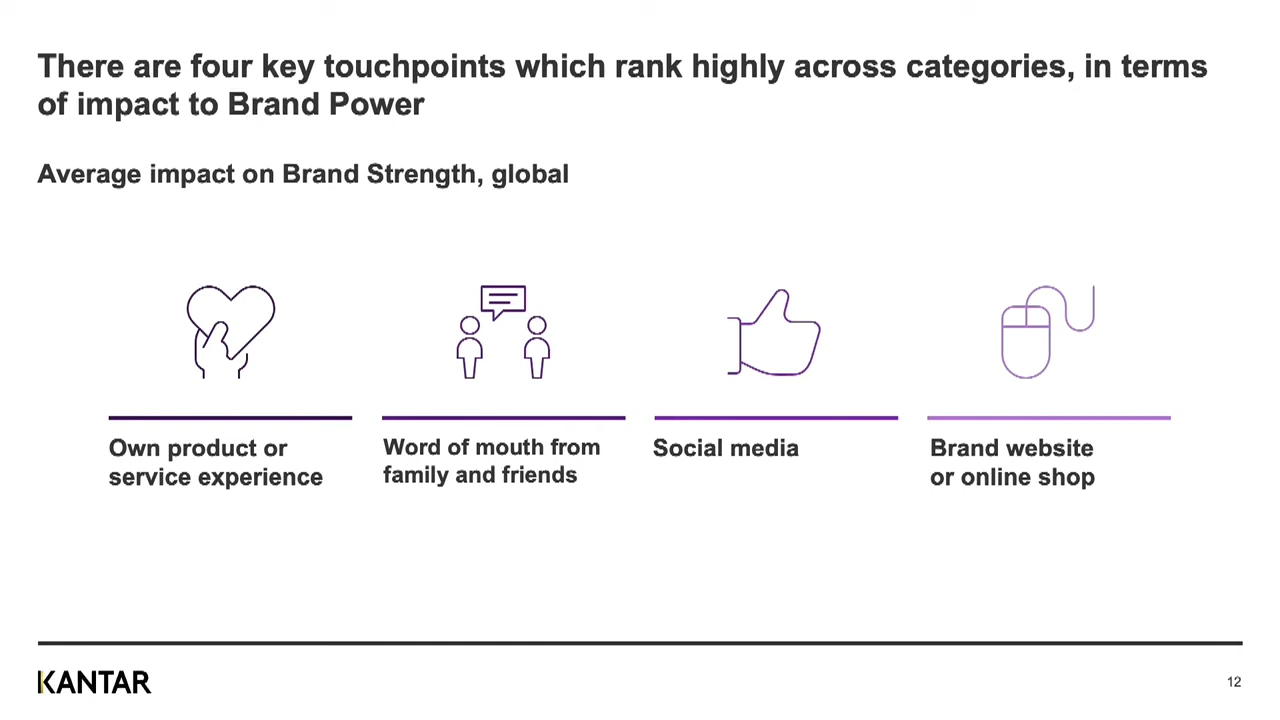 There are four key touchpoints which rank highly across categories, in terms
of impact to Brand Power
Average impact on Brand Strength, global
Own product or
service experience
Word of mouth from
family and friends
Social media
Brand website
or online shop
KANTAR
12